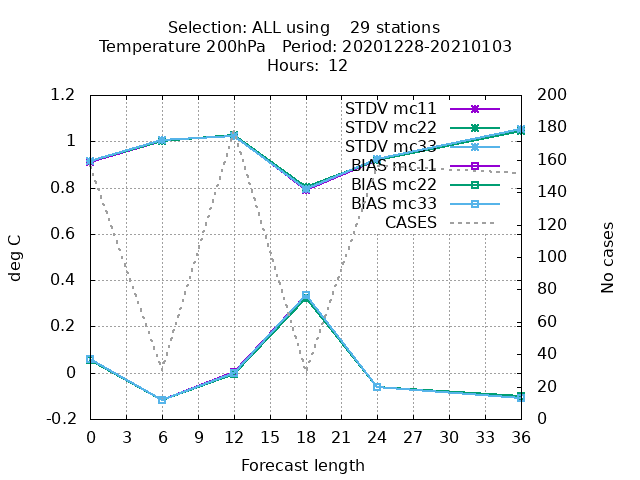 Selection: ALL using    29 stations
Temperature 200hPa   Period: 20201228-20210103
Hours: 12
1.2
1
0.8
0.6
0.4
0.2
0
-0.2
deg C
200
180
160
140
120
100
80
60
40
20
0
No cases
STDV mc11
STDV mc22
STDV mc33
BIAS mc11
BIAS mc22
BIAS mc33
CASES
0 3 6 9 12 15 18 21 24 27 30 33 36
Forecast length